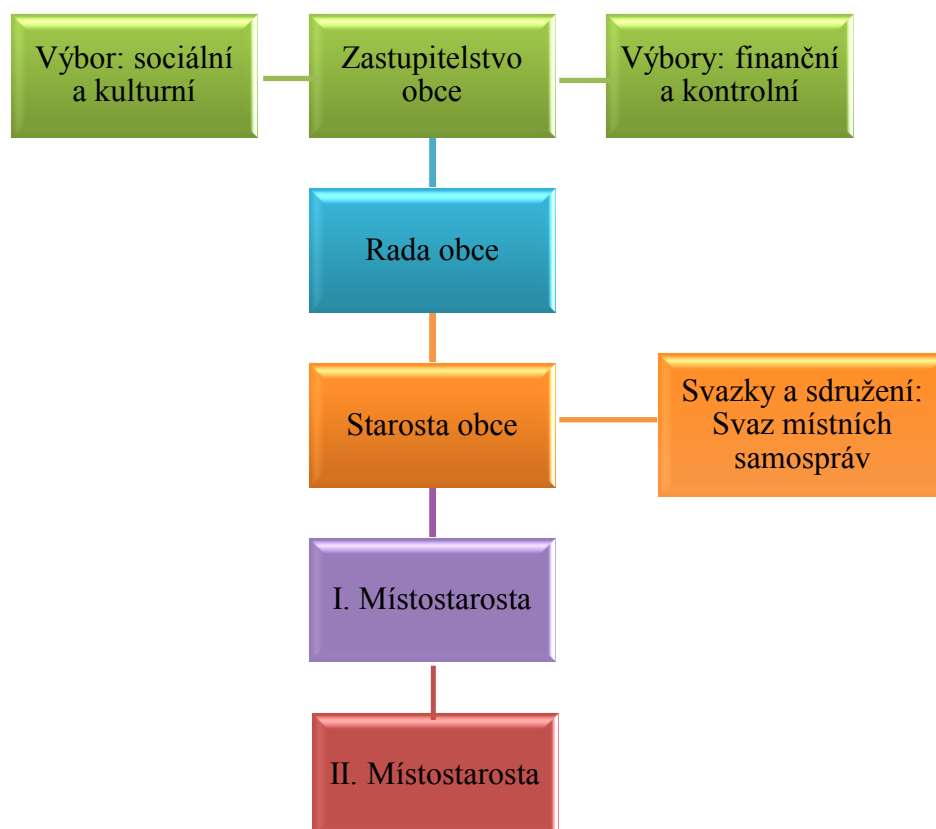 Výbor: sociální
a kulturní
Zastupitelstvo
obce
Výbory: finanční
a kontrolní
Rada obce
Starosta obce
Svazky a sdružení:
Svaz místních
samospráv
I. Místostarosta
II. Místostarosta